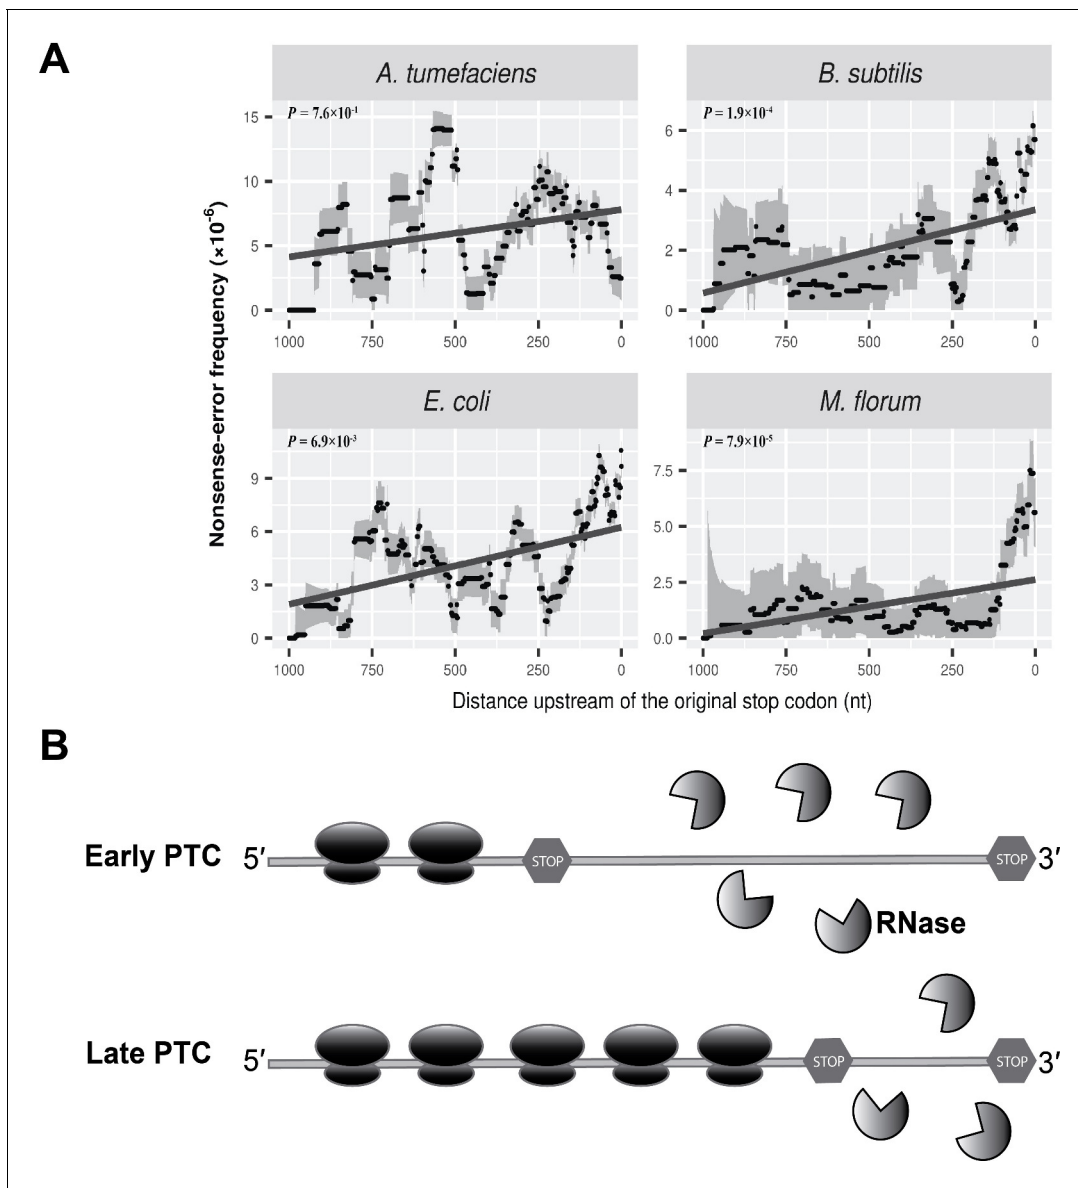 A
A. tumefaciens
B. subtilis
P = 7.6×10⁻¹
P = 1.9×10⁻⁴
15
10
5
0
6
4
2
0
1000 750 500 250 0
1000 750 500 250 0
E. coli
M. florum
P = 6.9×10⁻³
P = 7.9×10⁻⁵
9
6
3
0
7.5
5.0
2.5
0.0
1000 750 500 250 0
1000 750 500 250 0
Nonsense-error frequency (×10⁻⁶)
Distance upstream of the original stop codon (nt)
B
Early PTC 5′ STOP STOP 3′
RNase
Late PTC 5′ STOP STOP 3′